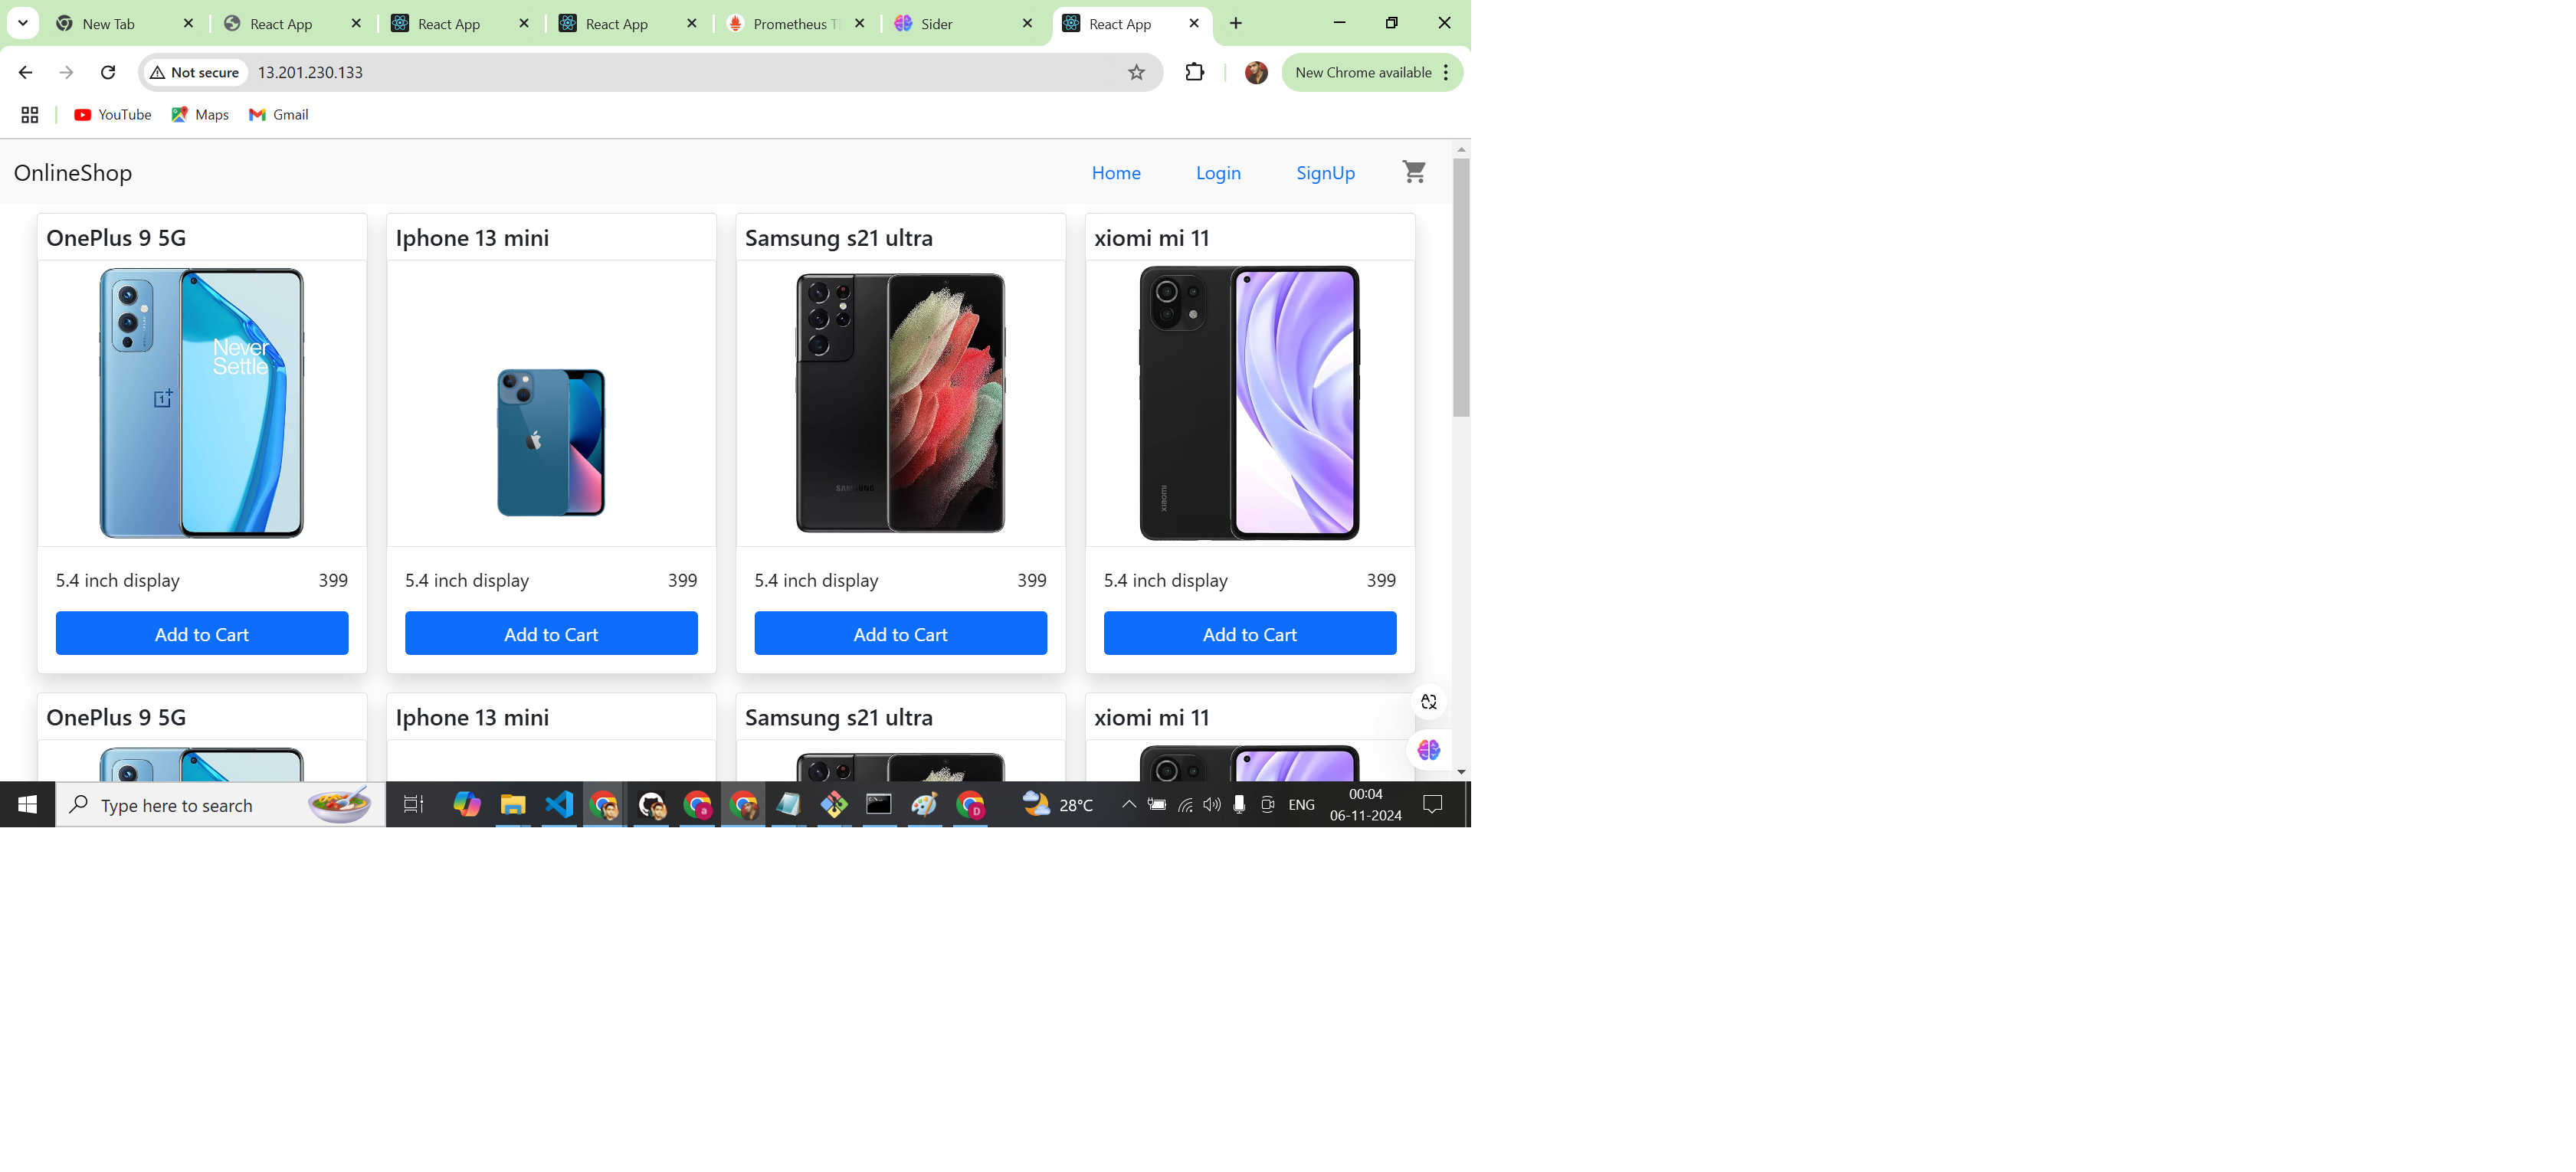 New Tab React App React App React App Prometheus T Sider React App
Not secure 13.201.230.133 New Chrome available
YouTube Maps Gmail
OnlineShop Home Login SignUp
OnePlus 9 5G Iphone 13 mini Samsung s21 ultra xiomi mi 11
Never
Settle
SAMSUNG
xiaomi
5.4 inch display 399 5.4 inch display 399 5.4 inch display 399 5.4 inch display 399
Add to Cart Add to Cart Add to Cart Add to Cart
OnePlus 9 5G Iphone 13 mini Samsung s21 ultra xiomi mi 11
Type here to search 28°C ENG 00:04
06-11-2024